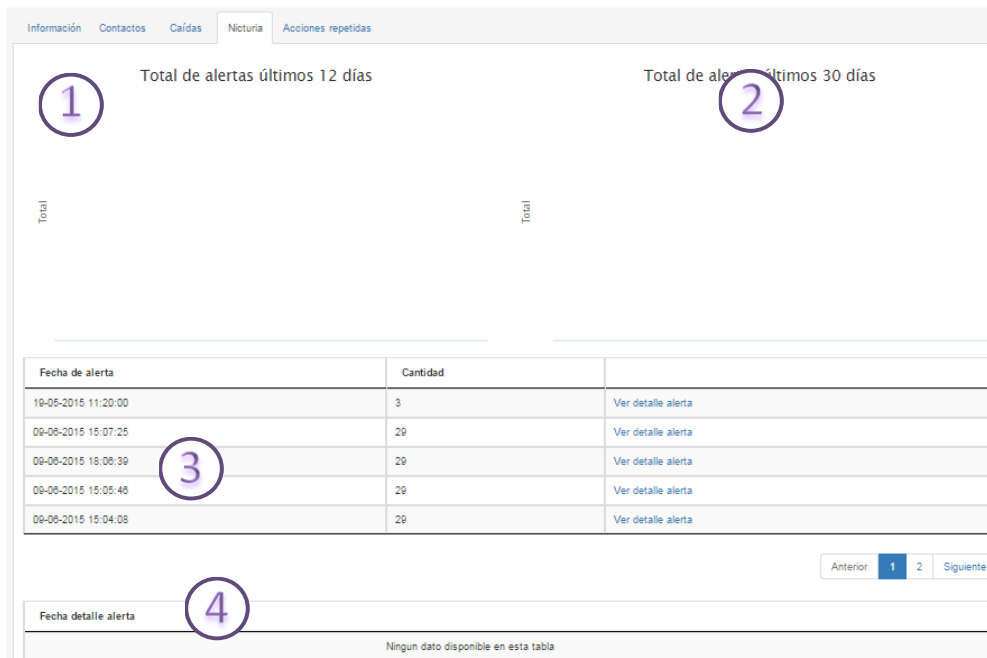 Información Contactos Caídas Nicturia Acciones repetidas
Total de alertas últimos 12 días
Total de alertas últimos 30 días
1
2
Total
Total
Fecha de alerta Cantidad
19-05-2015 11:20:00 3 Ver detalle alerta
09-06-2015 15:07:25 29 Ver detalle alerta
09-06-2015 18:06:39 29 Ver detalle alerta
3
09-06-2015 15:05:46 29 Ver detalle alerta
09-06-2015 15:04:08 29 Ver detalle alerta
Anterior 1 2 Siguiente
4
Fecha detalle alerta
Ningun dato disponible en esta tabla